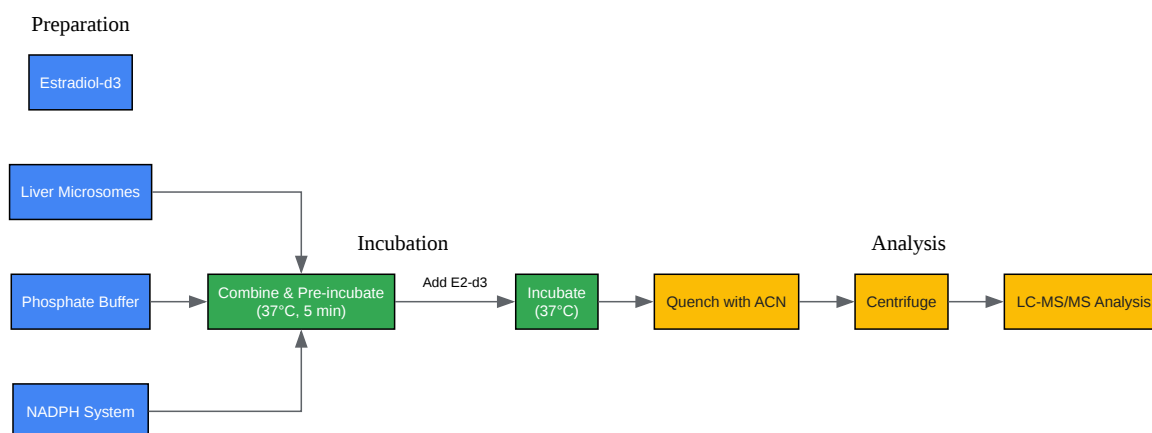 Preparation
Estradiol-d3
Liver Microsomes
Incubation
Analysis
Phosphate Buffer
Combine & Pre-incubate
(37°C, 5 min)
Add E2-d3
Incubate
(37°C)
Quench with ACN
Centrifuge
LC-MS/MS Analysis
NADPH System